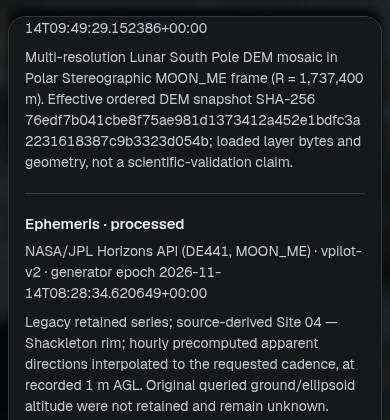 14T09:49:29.152386+00:00
Multi-resolution Lunar South Pole DEM mosaic in
Polar Stereographic MOON_ME frame (R = 1,737,400
m). Effective ordered DEM snapshot SHA-256
76edf7b041cbe8f75ae981d1373412a452e1bdfc3a
2231618387c9b3323d054b; loaded layer bytes and
geometry, not a scientific-validation claim.
Ephemeris · processed
NASA/JPL Horizons API (DE441, MOON_ME) · vpilot-
v2 · generator epoch 2026-11-
14T08:28:34.620649+00:00
Legacy retained series; source-derived Site 04 —
Shackleton rim; hourly precomputed apparent
directions interpolated to the requested cadence, at
recorded 1 m AGL. Original queried ground/ellipsoid
altitude were not retained and remain unknown.